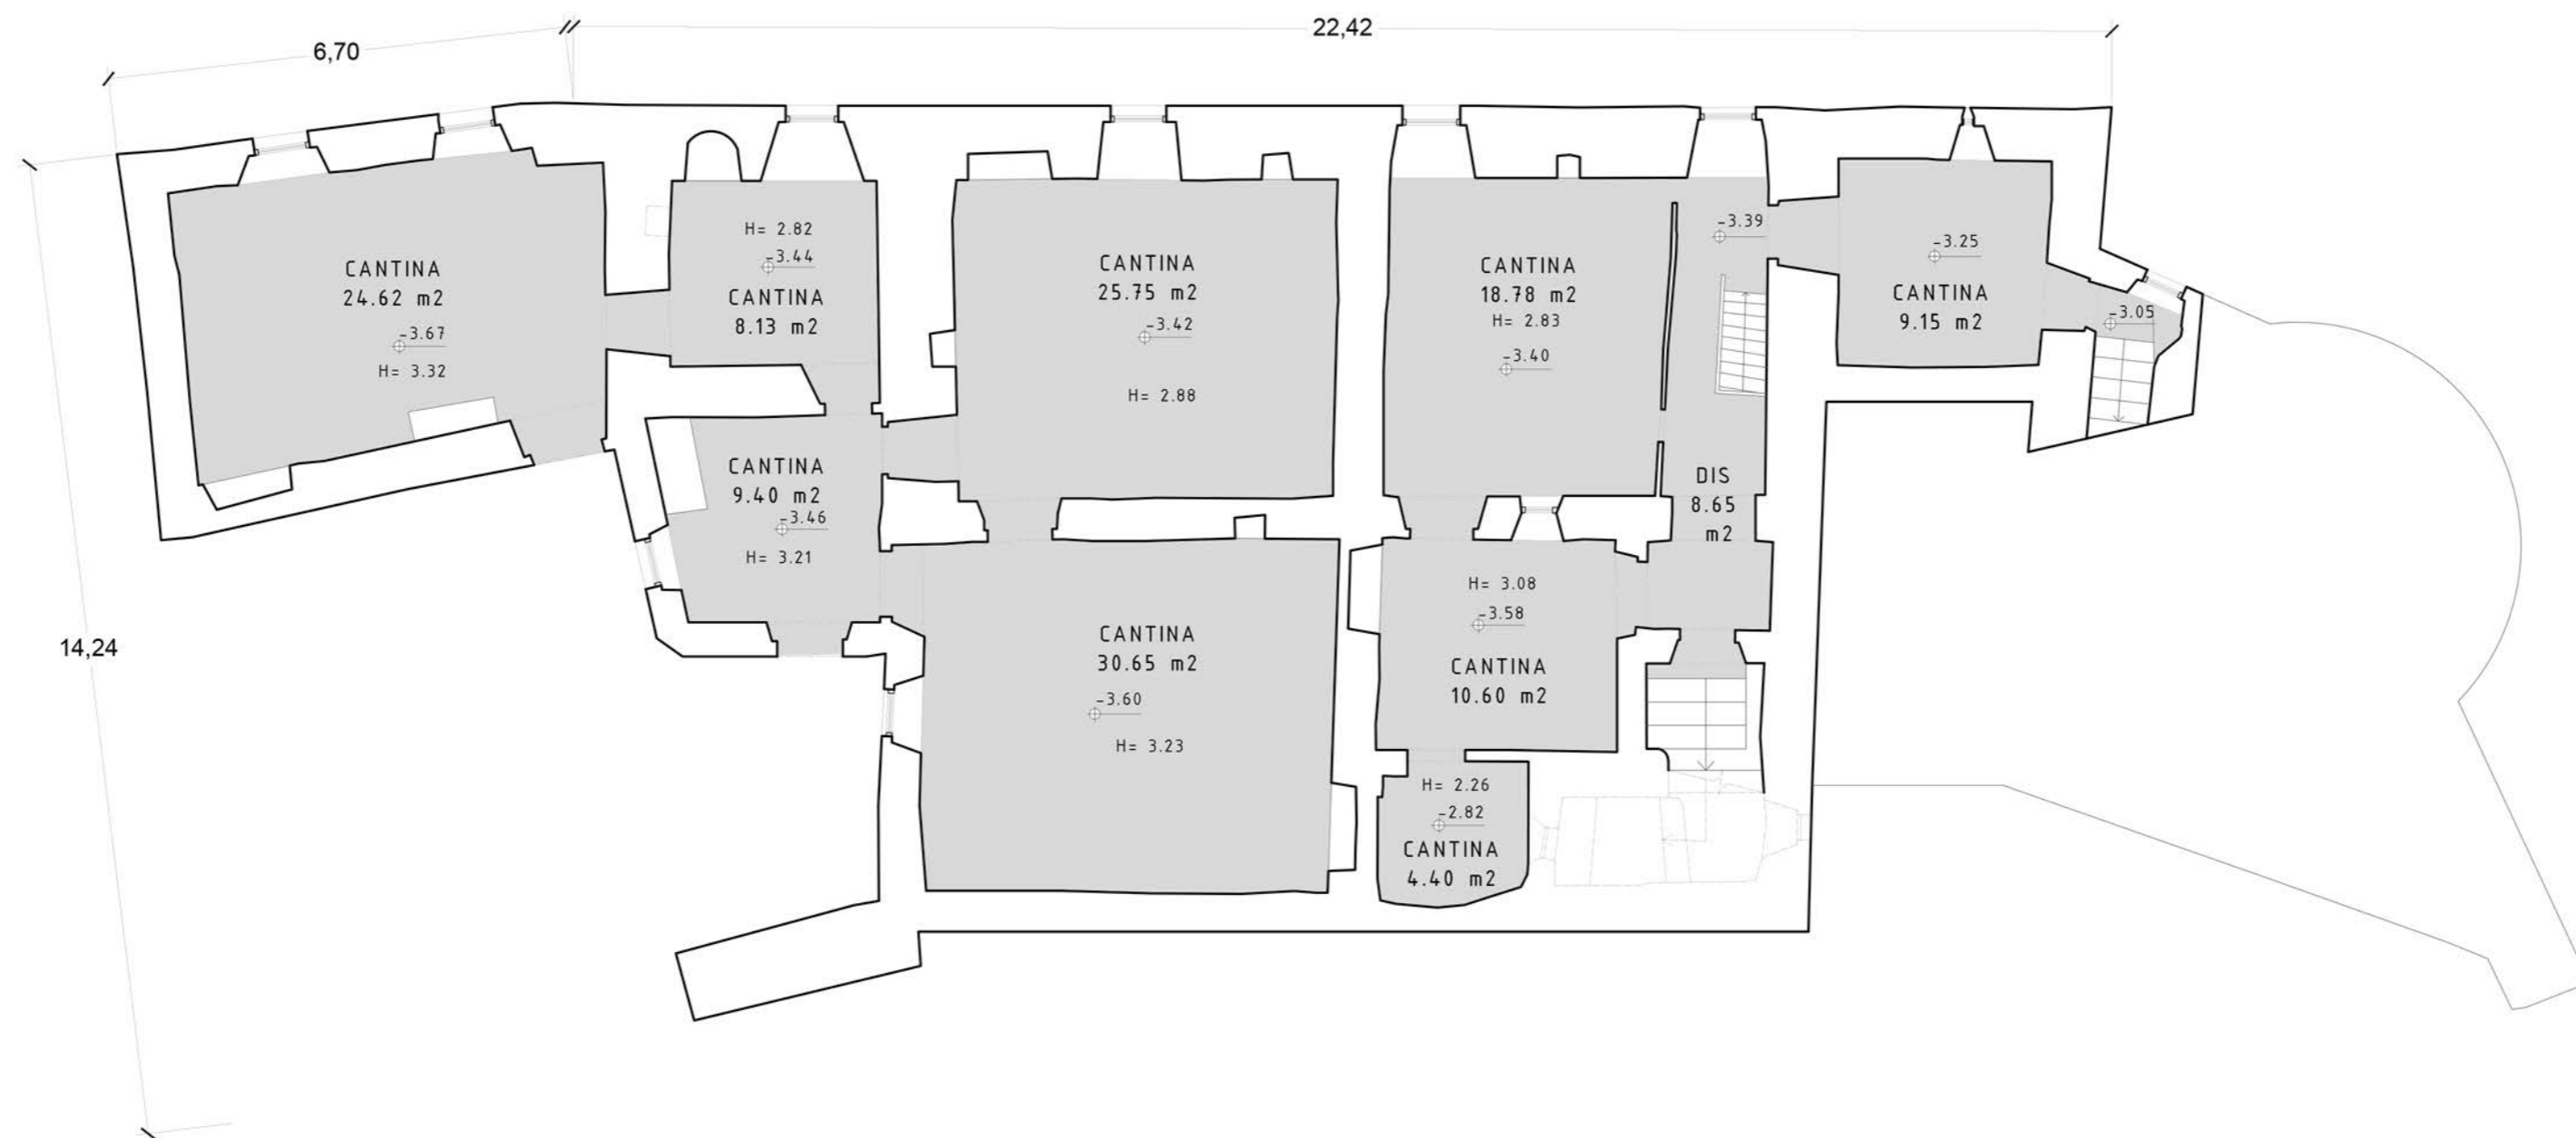 6,70
22,42
14,24
CANTINA
24.62 m2
-3.67
H= 3.32
H= 2.82
-3.44
CANTINA
8.13 m2
CANTINA
9.40 m2
-3.46
H= 3.21
CANTINA
25.75 m2
-3.42
H= 2.88
CANTINA
30.65 m2
-3.60
H= 3.23
CANTINA
18.78 m2
H= 2.83
-3.40
-3.39
DIS
8.65
m2
H= 3.08
-3.58
CANTINA
10.60 m2
H= 2.26
-2.82
CANTINA
4.40 m2
-3.25
CANTINA
9.15 m2
-3.05